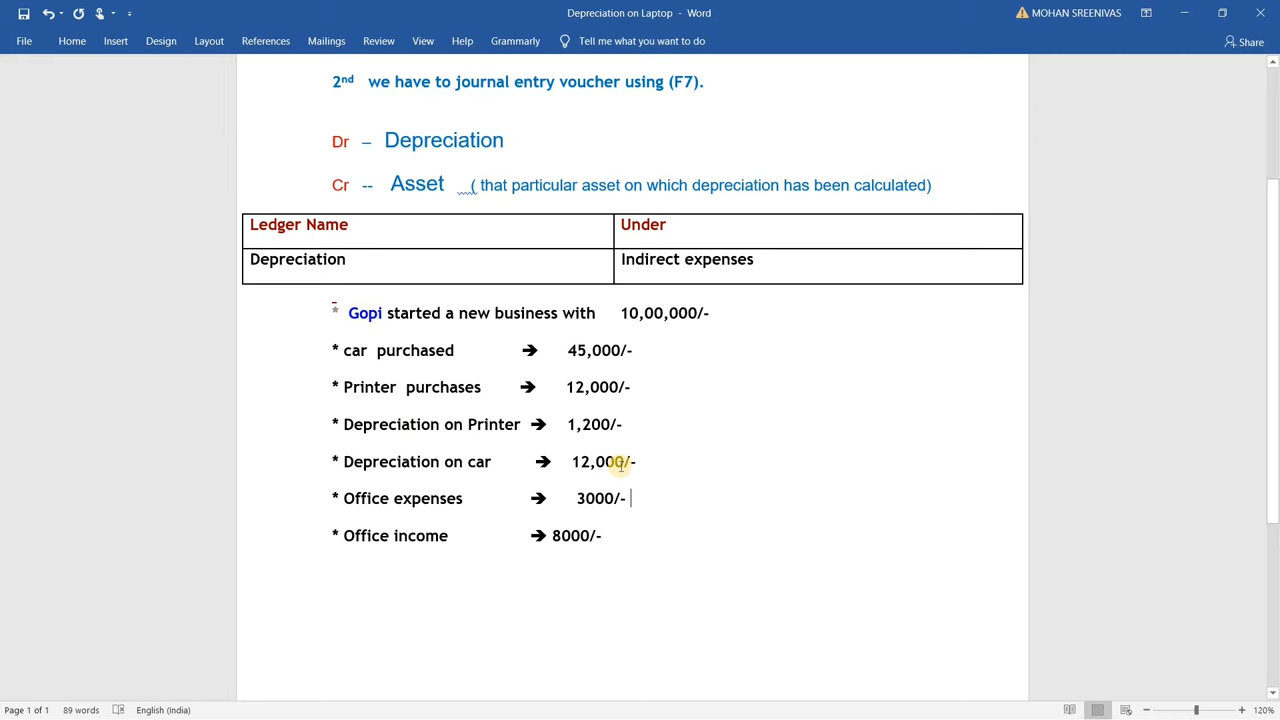 Depreciation on Laptop - Word
MOHAN SREENIVAS
File Home Insert Design Layout References Mailings Review View Help Grammarly Tell me what you want to do Share
2nd we have to journal entry voucher using (F7).
Dr – Depreciation
Cr -- Asset ( that particular asset on which depreciation has been calculated)
Ledger Name Under
Depreciation Indirect expenses
* Gopi started a new business with 10,00,000/-
* car purchased ➔ 45,000/-
* Printer purchases ➔ 12,000/-
* Depreciation on Printer ➔ 1,200/-
* Depreciation on car ➔ 12,000/-
* Office expenses ➔ 3000/-
* Office income ➔ 8000/-
Page 1 of 1 89 words English (India) 120%